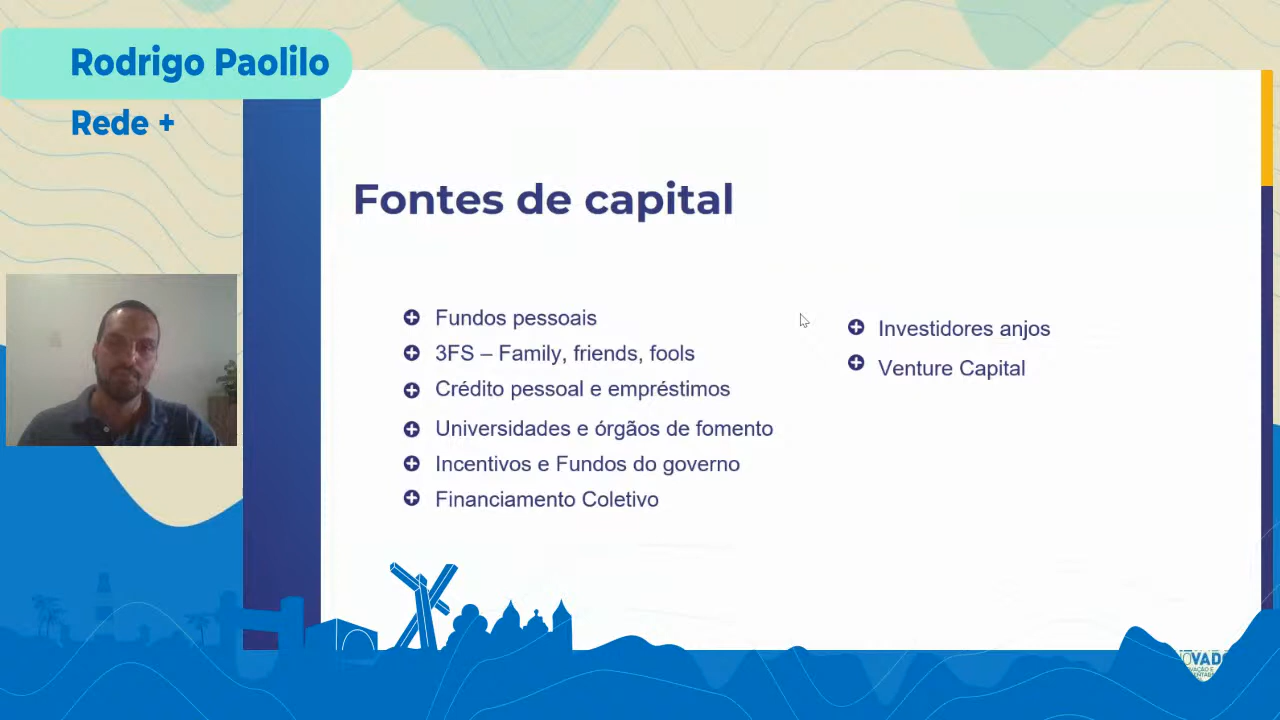 Rodrigo Paolilo
Rede +
Fontes de capital
Fundos pessoais
3FS – Family, friends, fools
Crédito pessoal e empréstimos
Universidades e órgãos de fomento
Incentivos e Fundos do governo
Financiamento Coletivo
Investidores anjos
Venture Capital